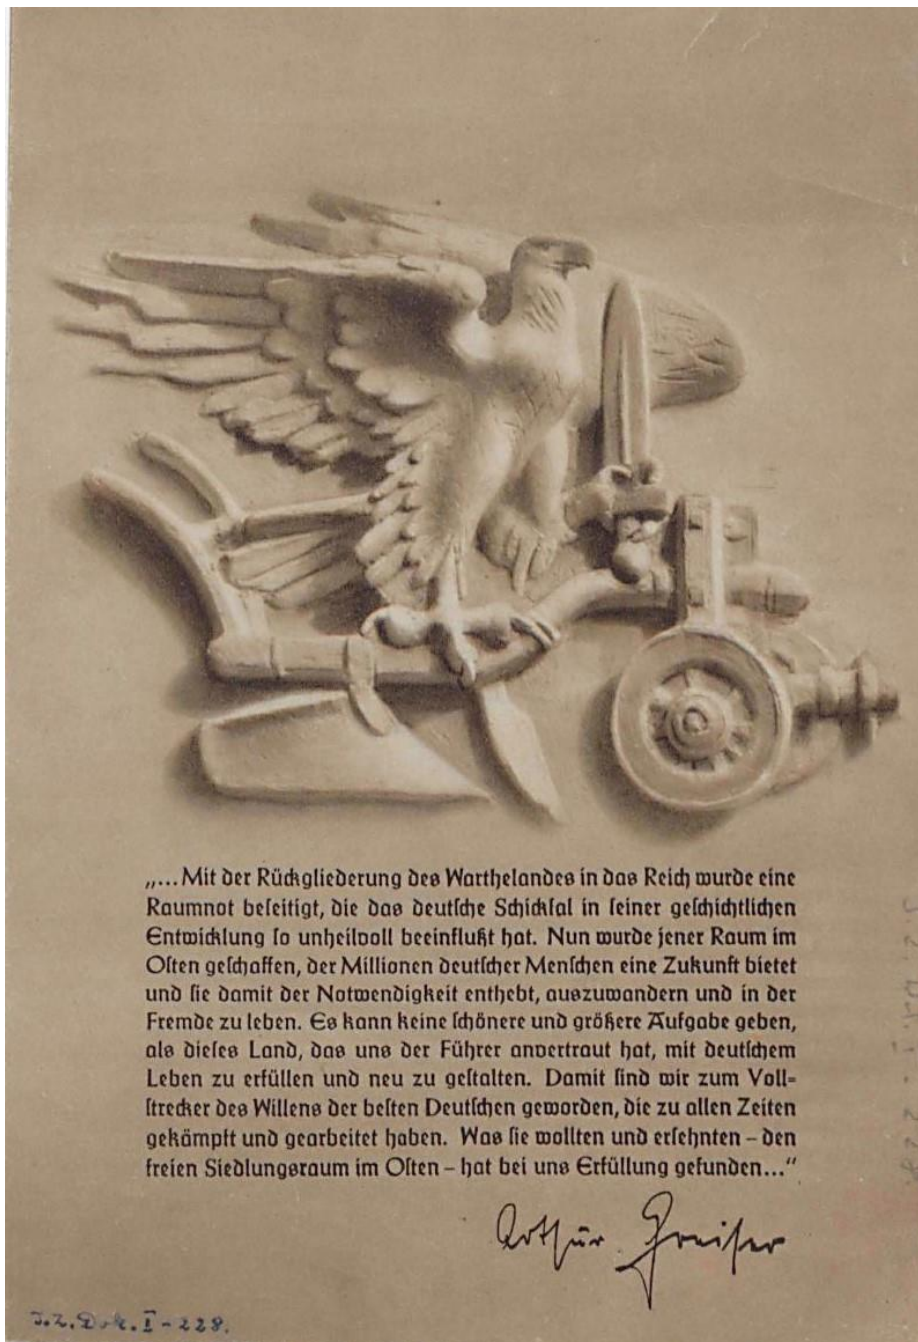 „...Mit der Rückgliederung des Warthelandes in das Reich wurde eine
Raumnot beseitigt, die das deutsche Schicksal in seiner geschichtlichen
Entwicklung so unheilvoll beeinflußt hat. Nun wurde jener Raum im
Osten geschaffen, der Millionen deutscher Menschen eine Zukunft bietet
und sie damit der Notwendigkeit enthebt, auszuwandern und in der
Fremde zu leben. Es kann keine schönere und größere Aufgabe geben,
als dieses Land, das uns der Führer anvertraut hat, mit deutschem
Leben zu erfüllen und neu zu gestalten. Damit sind wir zum Voll-
strecker des Willens der besten Deutschen geworden, die zu allen Zeiten
gekämpft und gearbeitet haben. Was sie wollten und ersehnten – den
freien Siedlungsraum im Osten – hat bei uns Erfüllung gefunden...“
Arthur Greiser
I.Z.Dok.I-228.